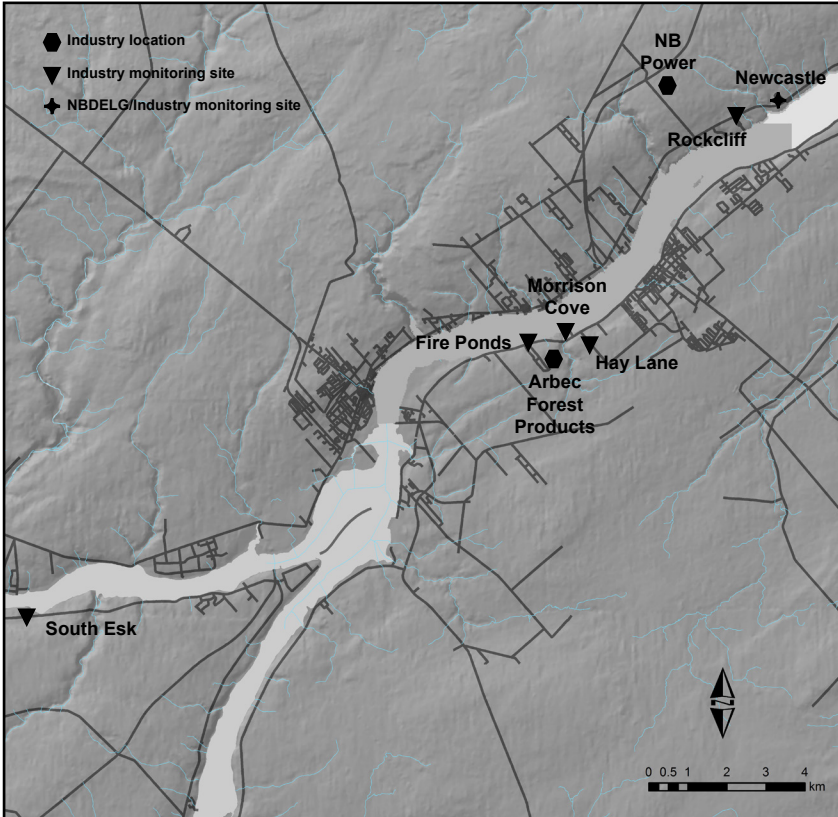 Industry location
Industry monitoring site
NBDELG/Industry monitoring site
NB
Power
Newcastle
Rockcliff
Morrison
Cove
Fire Ponds
Hay Lane
Arbec
Forest
Products
South Esk
N
0 0.5 1 2 3 4
km